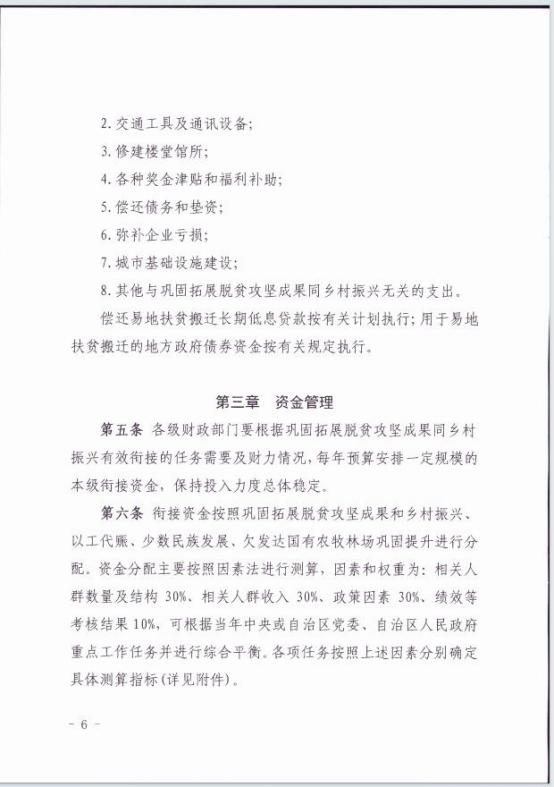 2. 交通工具及通讯设备;
3. 修建楼堂馆所;
4. 各种奖金津贴和福利补助;
5. 偿还债务和垫资;
6. 弥补企业亏损;
7. 城市基础设施建设;
8. 其他与巩固拓展脱贫攻坚成果同乡村振兴无关的支出。
偿还易地扶贫搬迁长期低息贷款按有关计划执行; 用于易地
扶贫搬迁的地方政府债券资金按有关规定执行。
第三章 资金管理
第五条 各级财政部门要根据巩固拓展脱贫攻坚成果同乡村
振兴有效衔接的任务需要及财力情况, 每年预算安排一定规模的
本级衔接资金, 保持投入力度总体稳定。
第六条 衔接资金按照巩固拓展脱贫攻坚成果和乡村振兴、
以工代赈、少数民族发展、欠发达国有农牧林场巩固提升进行分
配。资金分配主要按照因素法进行测算, 因素和权重为: 相关人
群数量及结构 30%、相关人群收入 30%、政策因素 30%、绩效等
考核结果 10%, 可根据当年中央或自治区党委、自治区人民政府
重点工作任务并进行综合平衡。各项任务按照上述因素分别确定
具体测算指标(详见附件)。
- 6 -